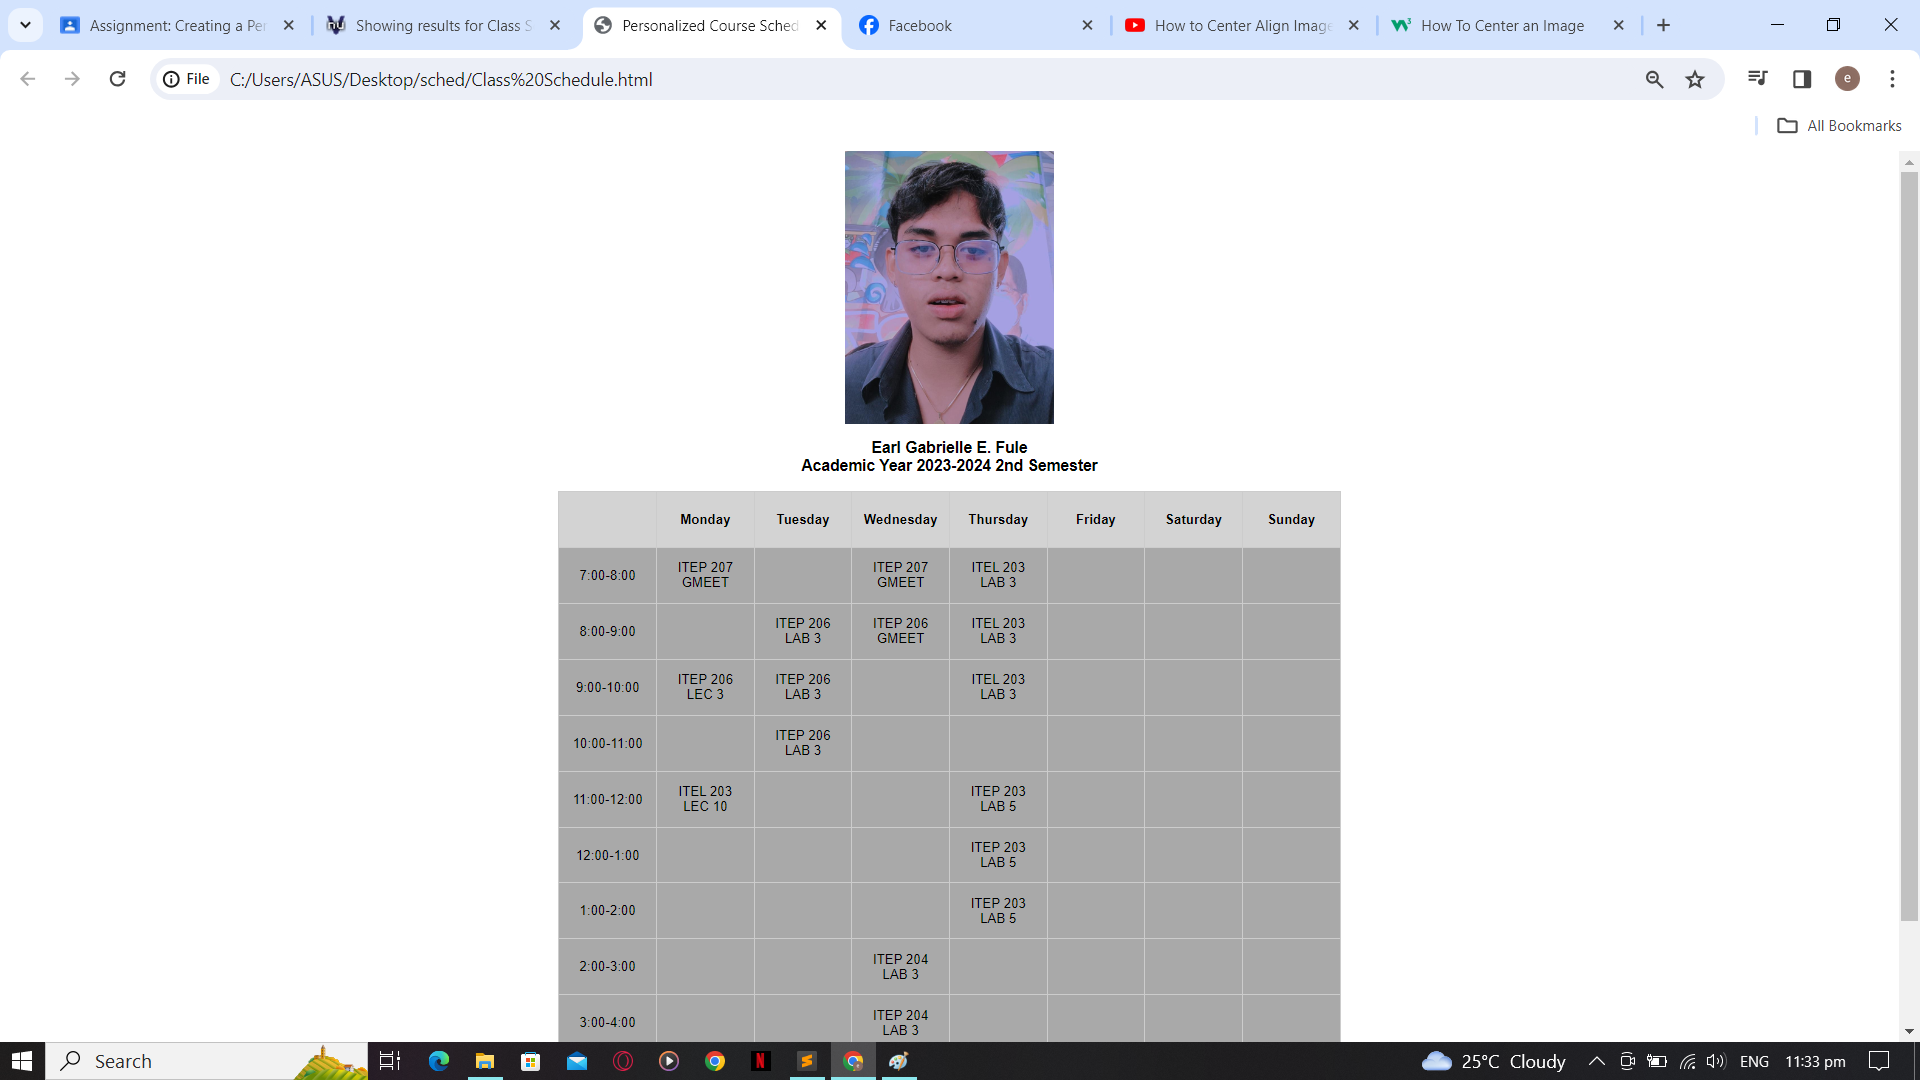 Assignment: Creating a Per
Showing results for Class S
Personalized Course Sched
Facebook
How to Center Align Image
How To Center an Image
File
C:/Users/ASUS/Desktop/sched/Class%20Schedule.html
e
All Bookmarks
Earl Gabrielle E. Fule
Academic Year 2023-2024 2nd Semester
Monday Tuesday Wednesday Thursday Friday Saturday Sunday
7:00-8:00 ITEP 207 GMEET ITEP 207 GMEET ITEL 203 LAB 3
8:00-9:00 ITEP 206 LAB 3 ITEP 206 GMEET ITEL 203 LAB 3
9:00-10:00 ITEP 206 LEC 3 ITEP 206 LAB 3 ITEL 203 LAB 3
10:00-11:00 ITEP 206 LAB 3
11:00-12:00 ITEL 203 LEC 10 ITEP 203 LAB 5
12:00-1:00 ITEP 203 LAB 5
1:00-2:00 ITEP 203 LAB 5
2:00-3:00 ITEP 204 LAB 3
3:00-4:00 ITEP 204 LAB 3
Search
25°C Cloudy
ENG
11:33 pm